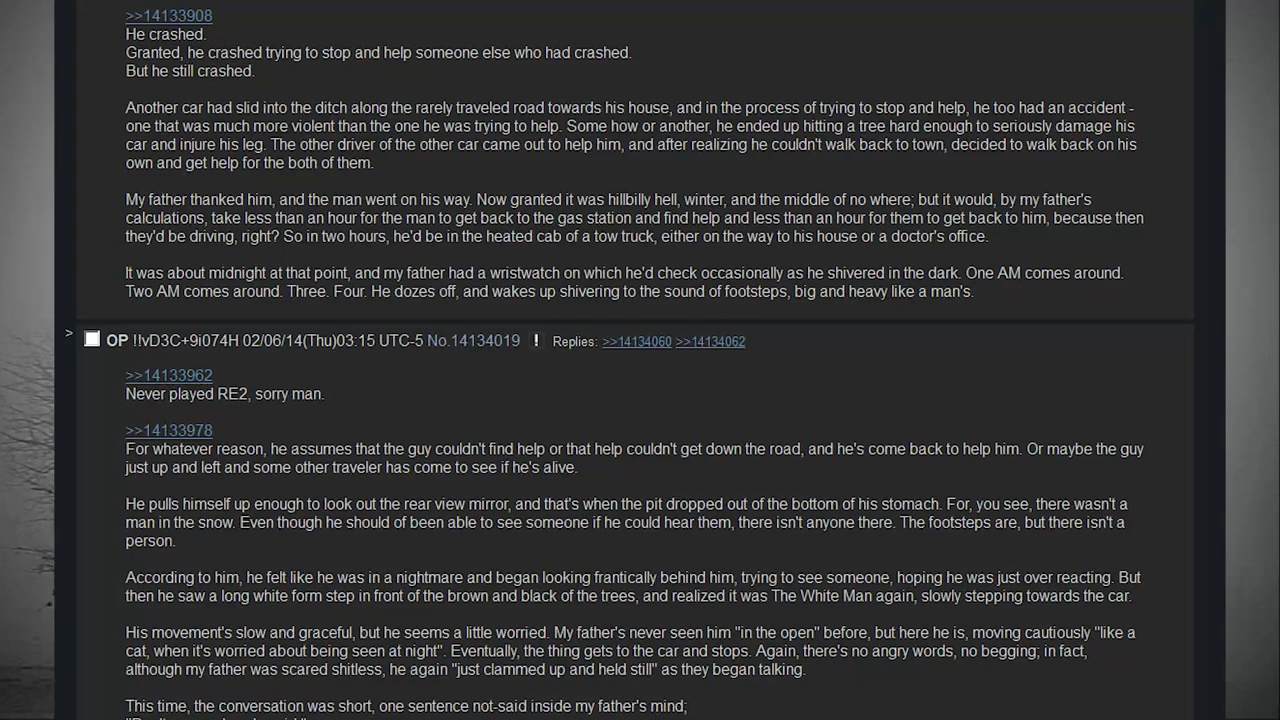 >>14133908
He crashed.
Granted, he crashed trying to stop and help someone else who had crashed.
But he still crashed.
Another car had slid into the ditch along the rarely traveled road towards his house, and in the process of trying to stop and help, he too had an accident -
one that was much more violent than the one he was trying to help. Some how or another, he ended up hitting a tree hard enough to seriously damage his
car and injure his leg. The other driver of the other car came out to help him, and after realizing he couldn't walk back to town, decided to walk back on his
own and get help for the both of them.
My father thanked him, and the man went on his way. Now granted it was hillbilly hell, winter, and the middle of no where; but it would, by my father's
calculations, take less than an hour for the man to get back to the gas station and find help and less than an hour for them to get back to him, because then
they'd be driving, right? So in two hours, he'd be in the heated cab of a tow truck, either on the way to his house or a doctor's office.
It was about midnight at that point, and my father had a wristwatch on which he'd check occasionally as he shivered in the dark. One AM comes around.
Two AM comes around. Three. Four. He dozes off, and wakes up shivering to the sound of footsteps, big and heavy like a man's.
> OP !!vD3C+9i074H 02/06/14(Thu)03:15 UTC-5 No.14134019 ! Replies: >>14134060 >>14134062
>>14133962
Never played RE2, sorry man.
>>14133978
For whatever reason, he assumes that the guy couldn't find help or that help couldn't get down the road, and he's come back to help him. Or maybe the guy
just up and left and some other traveler has come to see if he's alive.
He pulls himself up enough to look out the rear view mirror, and that's when the pit dropped out of the bottom of his stomach. For, you see, there wasn't a
man in the snow. Even though he should of been able to see someone if he could hear them, there isn't anyone there. The footsteps are, but there isn't a
person.
According to him, he felt like he was in a nightmare and began looking frantically behind him, trying to see someone, hoping he was just over reacting. But
then he saw a long white form step in front of the brown and black of the trees, and realized it was The White Man again, slowly stepping towards the car.
His movement's slow and graceful, but he seems a little worried. My father's never seen him "in the open" before, but here he is, moving cautiously "like a
cat, when it's worried about being seen at night". Eventually, the thing gets to the car and stops. Again, there's no angry words, no begging; in fact,
although my father was scared shitless, he again "just clammed up and held still" as they began talking.
This time, the conversation was short, one sentence not-said inside my father's mind;